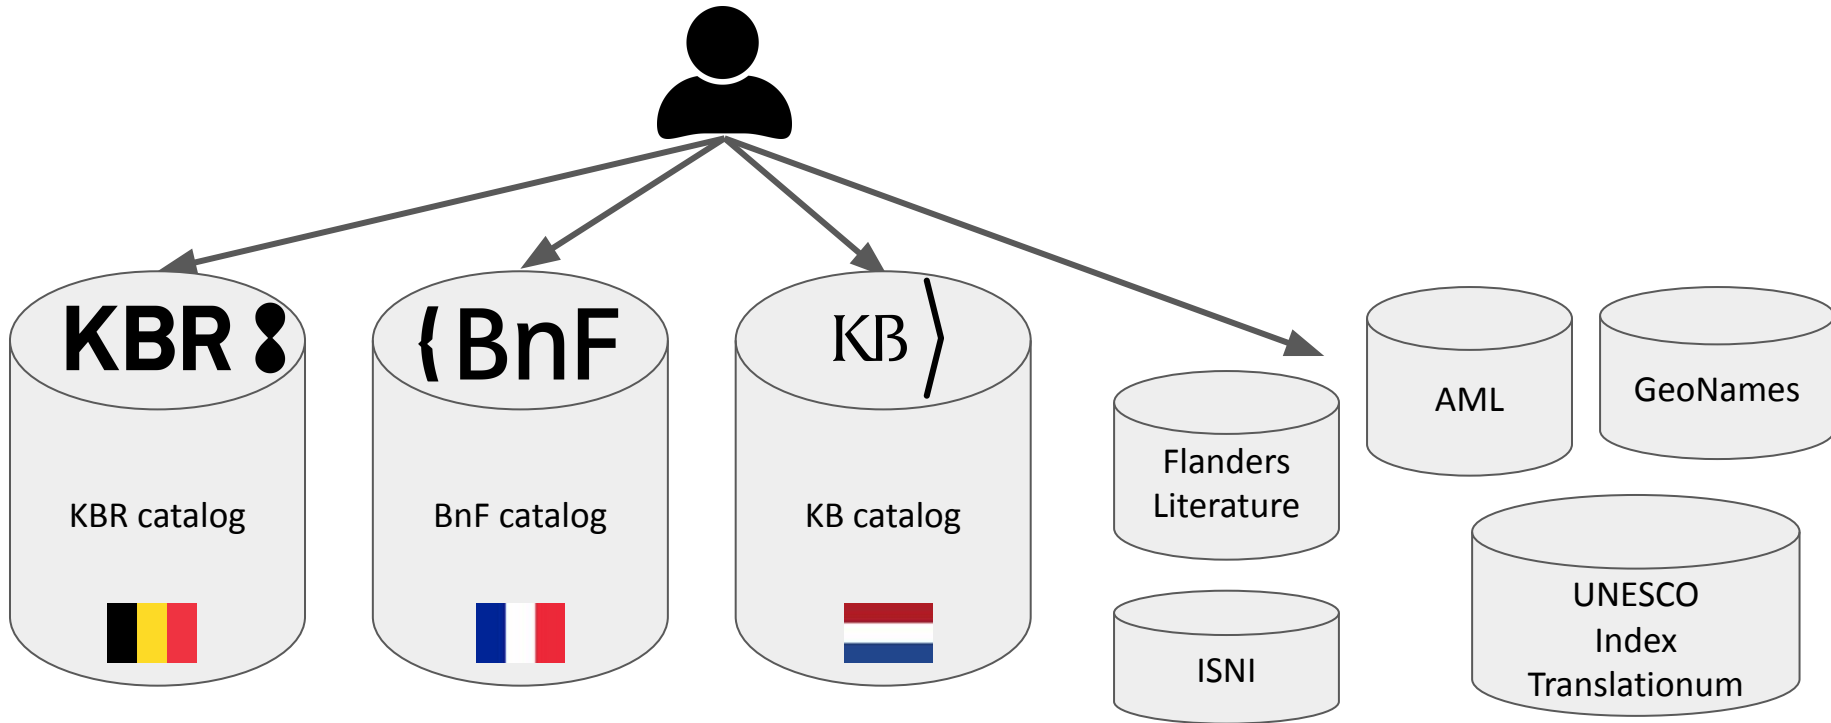 KBR
{BnF
KB
KBR catalog
BnF catalog
KB catalog
Flanders
Literature
AML
GeoNames
ISNI
UNESCO
Index
Translationum